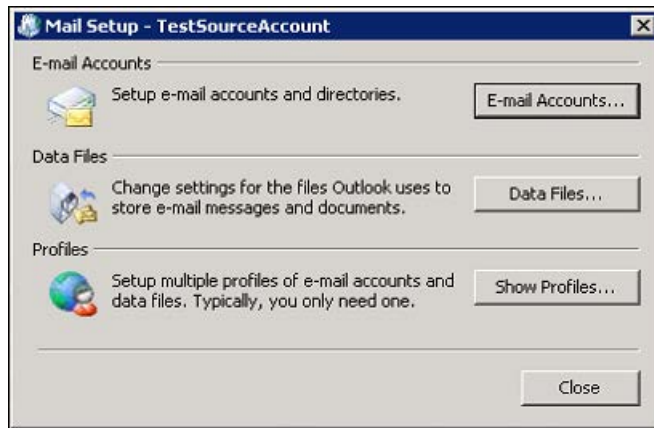 Mail Setup - TestSourceAccount
E-mail Accounts
Setup e-mail accounts and directories.
E-mail Accounts...
Data Files
Change settings for the files Outlook uses to
store e-mail messages and documents.
Data Files...
Profiles
Setup multiple profiles of e-mail accounts and
data files. Typically, you only need one.
Show Profiles...
Close